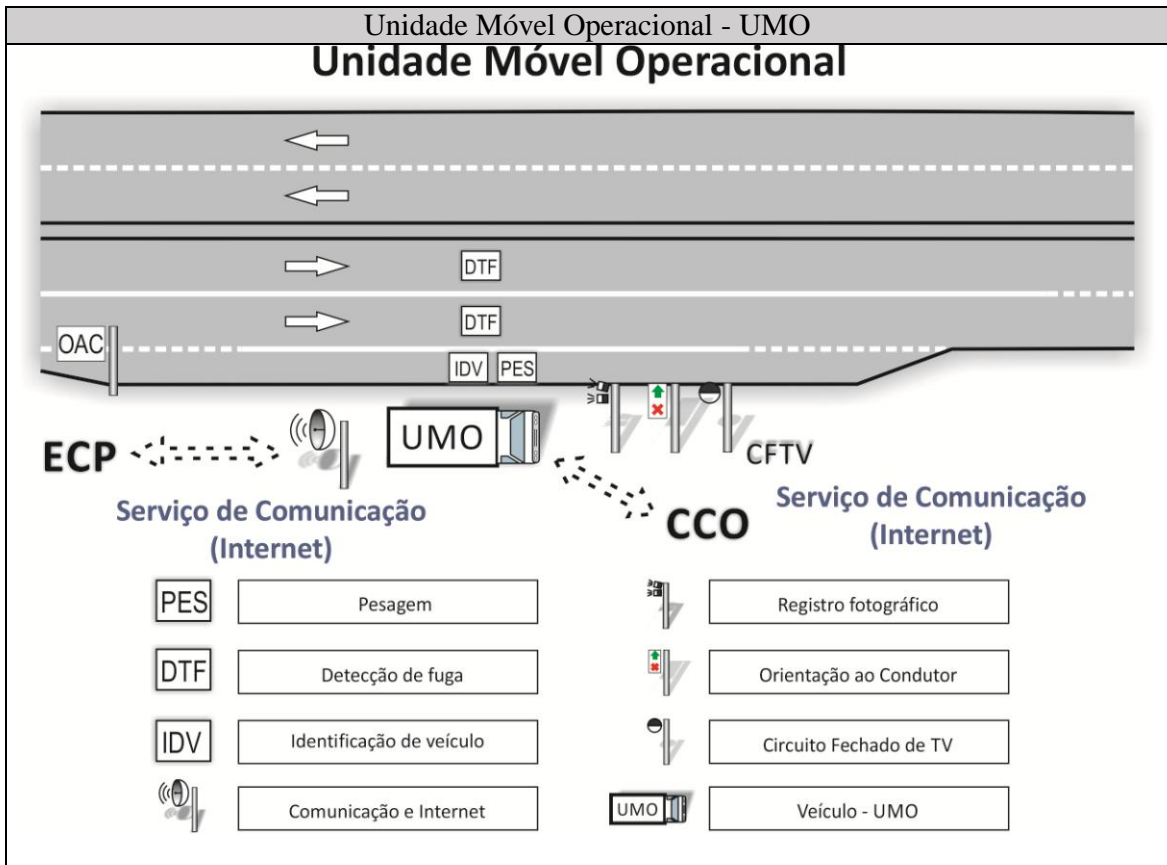 Unidade Móvel Operacional - UMO
Unidade Móvel Operacional
DTF
DTF
OAC
IDV PES
UMO
ECP
CFTV
CCO
Serviço de Comunicação
(Internet)
Serviço de Comunicação
(Internet)
PES Pesagem
Registro fotográfico
DTF Detecção de fuga
Orientação ao Condutor
IDV Identificação de veículo
Circuito Fechado de TV
Comunicação e Internet
UMO Veículo - UMO